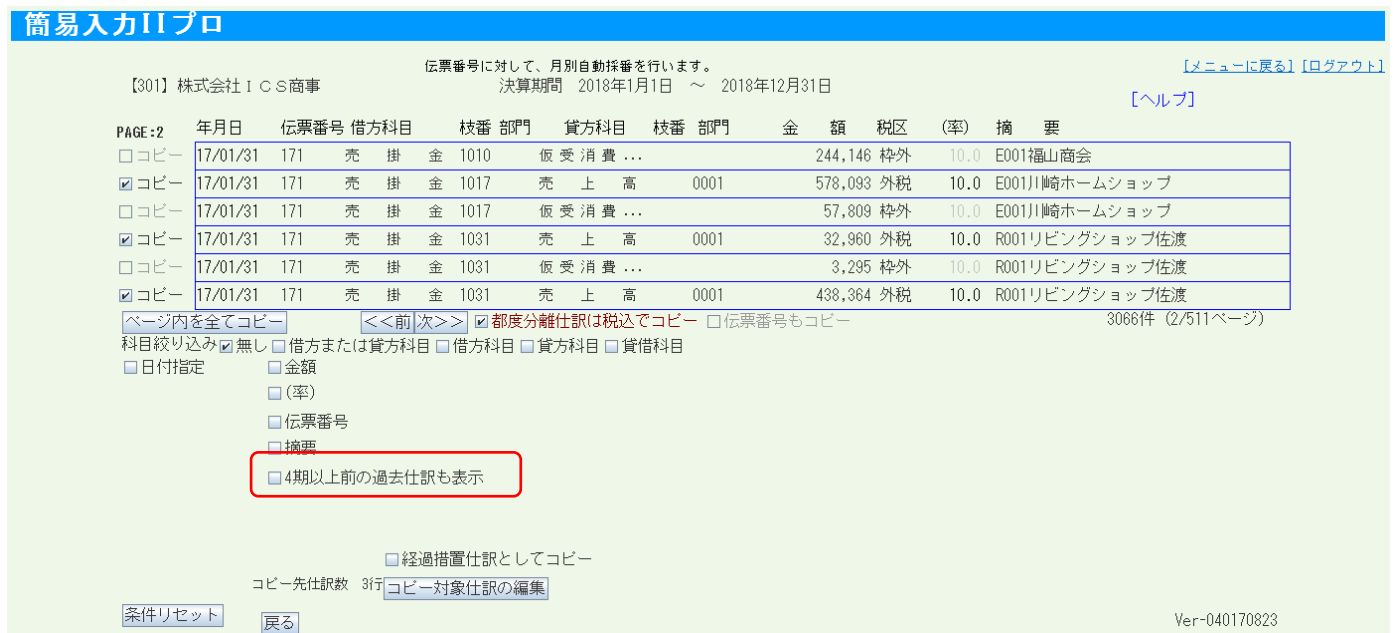 簡易入力IIプロ
伝票番号に対して、月別自動採番を行います。 [メニューに戻る] [ログアウト]
【301】株式会社ＩＣＳ商事 決算期間 2018年1月1日 ～ 2018年12月31日
[ヘルプ]
PAGE:2 年月日 伝票番号 借方科目 枝番 部門 貸方科目 枝番 部門 金 額 税区 (率) 摘 要
コピー 17/01/31 171 売 掛 金 1010 仮受消費... 244,146 枠外 10.0 E001福山商会
コピー 17/01/31 171 売 掛 金 1017 売 上 高 0001 578,093 外税 10.0 E001川崎ホームショップ
コピー 17/01/31 171 売 掛 金 1017 仮受消費... 57,809 枠外 10.0 E001川崎ホームショップ
コピー 17/01/31 171 売 掛 金 1031 売 上 高 0001 32,960 外税 10.0 R001リビングショップ佐渡
コピー 17/01/31 171 売 掛 金 1031 仮受消費... 3,295 枠外 10.0 R001リビングショップ佐渡
コピー 17/01/31 171 売 掛 金 1031 売 上 高 0001 438,364 外税 10.0 R001リビングショップ佐渡
ページ内を全てコピー <<前 次>> 都度分離仕訳は税込でコピー 伝票番号もコピー 3066件 (2/511ページ)
科目絞り込み 無し 借方または貸方科目 借方科目 貸方科目 貸借科目
日付指定 金額
(率)
伝票番号
摘要
4期以上前の過去仕訳も表示
経過措置仕訳としてコピー
コピー先仕訳数 3行 コピー対象仕訳の編集
条件リセット 戻る Ver-040170823